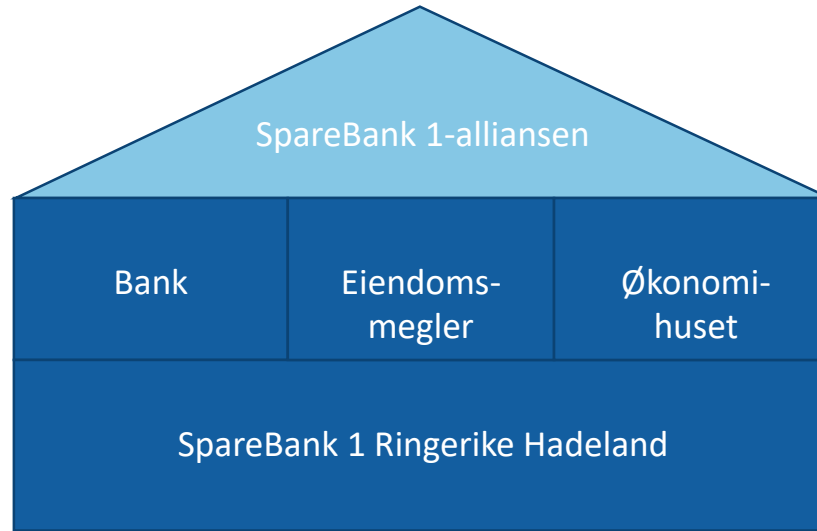 SpareBank 1-alliansen
Bank
Eiendoms-
megler
Økonomi-
huset
SpareBank 1 Ringerike Hadeland